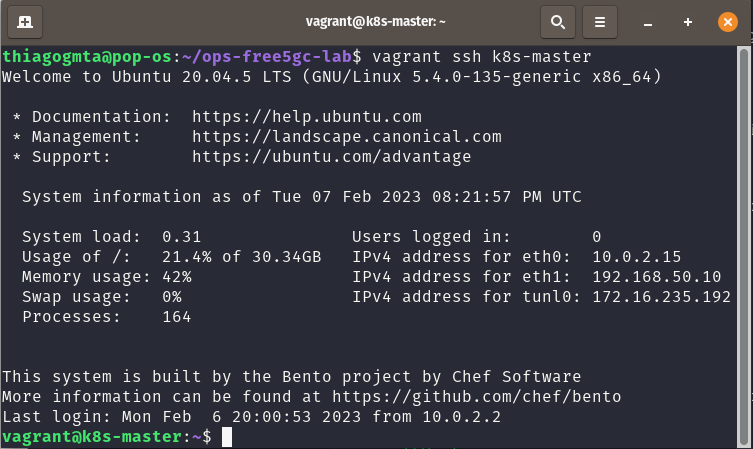 vagrant@k8s-master: ~
thiagogmta@pop-os:~/ops-free5gc-lab$ vagrant ssh k8s-master
Welcome to Ubuntu 20.04.5 LTS (GNU/Linux 5.4.0-135-generic x86_64)
* Documentation:  https://help.ubuntu.com
* Management:     https://landscape.canonical.com
* Support:        https://ubuntu.com/advantage
System information as of Tue 07 Feb 2023 08:21:57 PM UTC
System load:  0.31               Users logged in:        0
Usage of /:   21.4% of 30.34GB   IPv4 address for eth0:  10.0.2.15
Memory usage: 42%                IPv4 address for eth1:  192.168.50.10
Swap usage:   0%                 IPv4 address for tunl0: 172.16.235.192
Processes:    164
This system is built by the Bento project by Chef Software
More information can be found at https://github.com/chef/bento
Last login: Mon Feb  6 20:00:53 2023 from 10.0.2.2
vagrant@k8s-master:~$